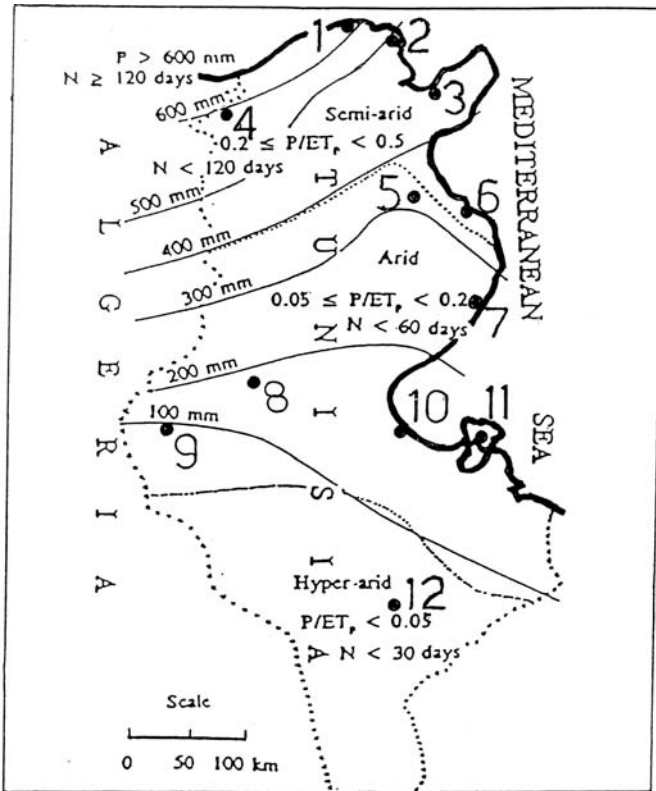 1
2
P > 600 mm
N ≥ 120 days
600 mm
3
4
Semi-arid
0.2 ≤ P/ETp < 0.5
N < 120 days
500 mm
400 mm
300 mm
5
6
Arid
0.05 ≤ P/ETp < 0.2
N < 60 days
7
200 mm
8
100 mm
9
10
11
Hyper-arid
12
P/ETp < 0.05
N < 30 days
Scale
0 50 100 km
ALGERIA
TUNISIA
MEDITERRANEAN SEA